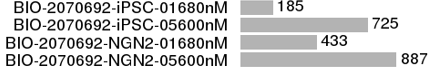 BIO-2070692-iPSC-01680nM 185
BIO-2070692-iPSC-05600nM 725
BIO-2070692-NGN2-01680nM 433
BIO-2070692-NGN2-05600nM 887